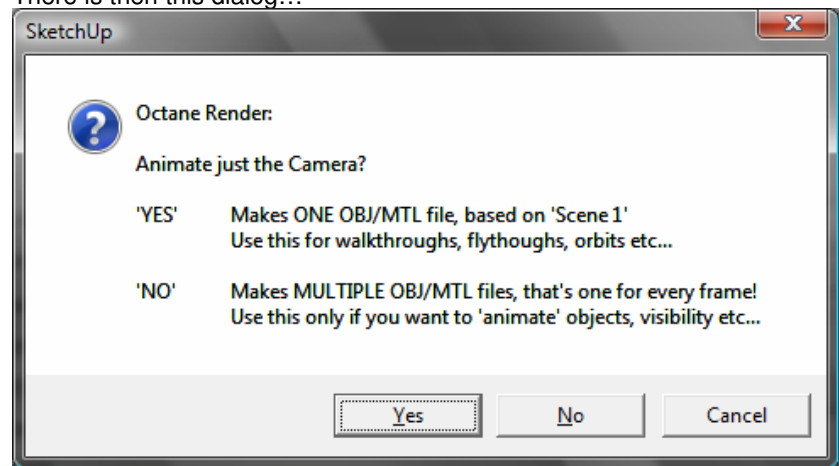 There is then this dialog…
SketchUp
Octane Render:
Animate just the Camera?
'YES' Makes ONE OBJ/MTL file, based on 'Scene 1'
Use this for walkthroughs, flythoughs, orbits etc...
'NO' Makes MULTIPLE OBJ/MTL files, that's one for every frame!
Use this only if you want to 'animate' objects, visibility etc...
Yes No Cancel